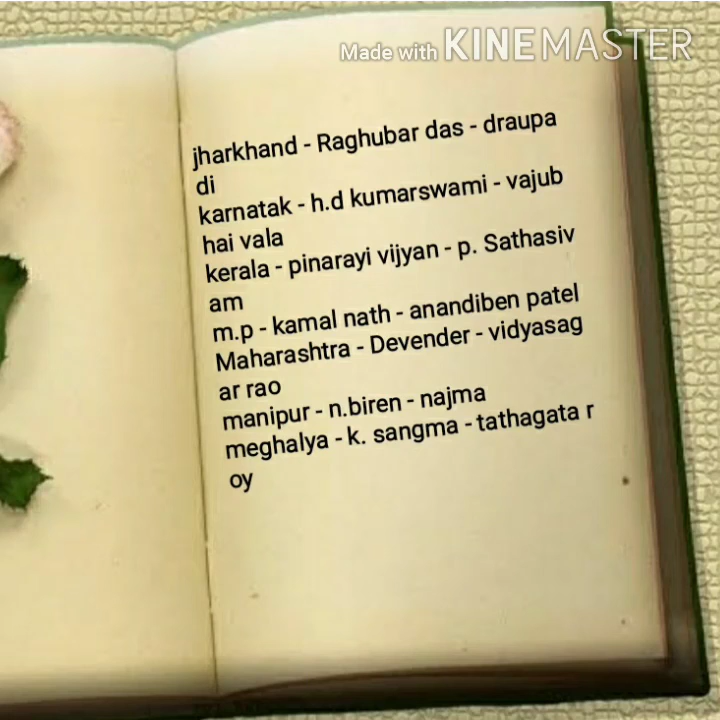 Made with KINEMASTER
jharkhand - Raghubar das - draupa
di
karnatak - h.d kumarswami - vajub
hai vala
kerala - pinarayi vijyan - p. Sathasiv
am
m.p - kamal nath - anandiben patel
Maharashtra - Devender - vidyasag
ar rao
manipur - n.biren - najma
meghalya - k. sangma - tathagata r
oy